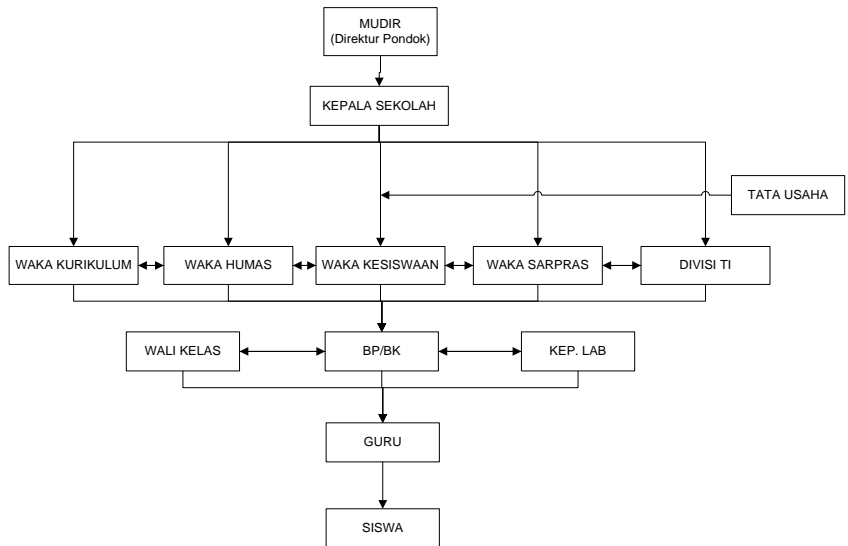 MUDIR
(Direktur Pondok)
KEPALA SEKOLAH
TATA USAHA
WAKA KURIKULUM
WAKA HUMAS
WAKA KESISWAAN
WAKA SARPRAS
DIVISI TI
WALI KELAS
BP/BK
KEP. LAB
GURU
SISWA